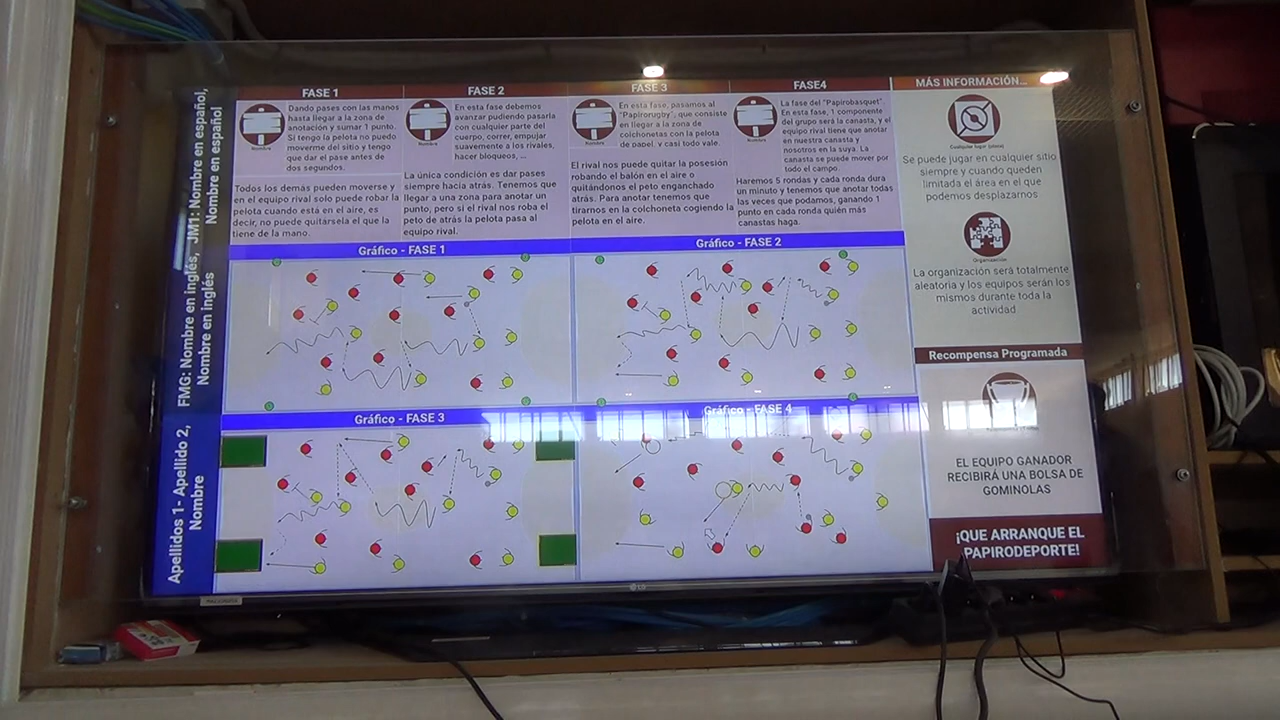 FASE 1
Dando pases con las manos
hasta llegar a la zona de
anotación y sumar 1 punto.
Si tengo la pelota no puedo
moverme del sitio y tengo
que dar el pase antes de
dos segundos.
Nombre
Todos los demás pueden moverse y
en el equipo rival solo puede robar la
pelota cuando está en el aire, es
decir, no puede quitársela el que la
tiene de la mano.
FASE 2
En esta fase debemos
avanzar pudiendo pasarla
con cualquier parte del
cuerpo, correr, empujar
suavemente a los rivales,
hacer bloqueos, ...
Nombre
La única condición es dar pases
siempre hacia atrás. Tenemos que
llegar a una zona para anotar un
punto, pero si el rival nos roba el
peto de atrás la pelota pasa al
equipo rival.
FASE 3
En esta fase, pasamos al
"Papirorugby", que consiste
en llegar a la zona de
colchonetas con la pelota
de papel. y casi todo vale.
Nombre
El rival nos puede quitar la posesión
robando el balón en el aire o
quitándonos el peto enganchado
atrás. Para anotar tenemos que
tirarnos en la colchoneta cogiendo la
pelota en el aire.
FASE4
La fase del "Papirobasquet"
En esta fase, 1 componente
del grupo será la canasta, y el
equipo rival tiene que anotar
en nuestra canasta y
nosotros en la suya. La
canasta se puede mover por
todo el campo.
Nombre
Haremos 5 rondas y cada ronda dura
un minuto y tenemos que anotar todas
las veces que podamos, ganando 1
punto en cada ronda quién más
canastas haga.
MÁS INFORMACIÓN...
Cualquier lugar (place)
Se puede jugar en cualquier sitio
siempre y cuando queden
limitada el área en el que
podemos desplazarnos
Organización
La organización será totalmente
aleatoria y los equipos serán los
mismos durante toda la
actividad
Recompensa Programada
EL EQUIPO GANADOR
RECIBIRÁ UNA BOLSA DE
GOMINOLAS
¡QUE ARRANQUE EL
PAPIRODEPORTE!
Gráfico - FASE 1
Gráfico - FASE 2
Gráfico - FASE 3
Gráfico - FASE 4
Apellidos 1- Apellido 2,
Nombre
FMG: Nombre en inglés, JM1: Nombre en español,
Nombre en inglés
Nombre en español
LG